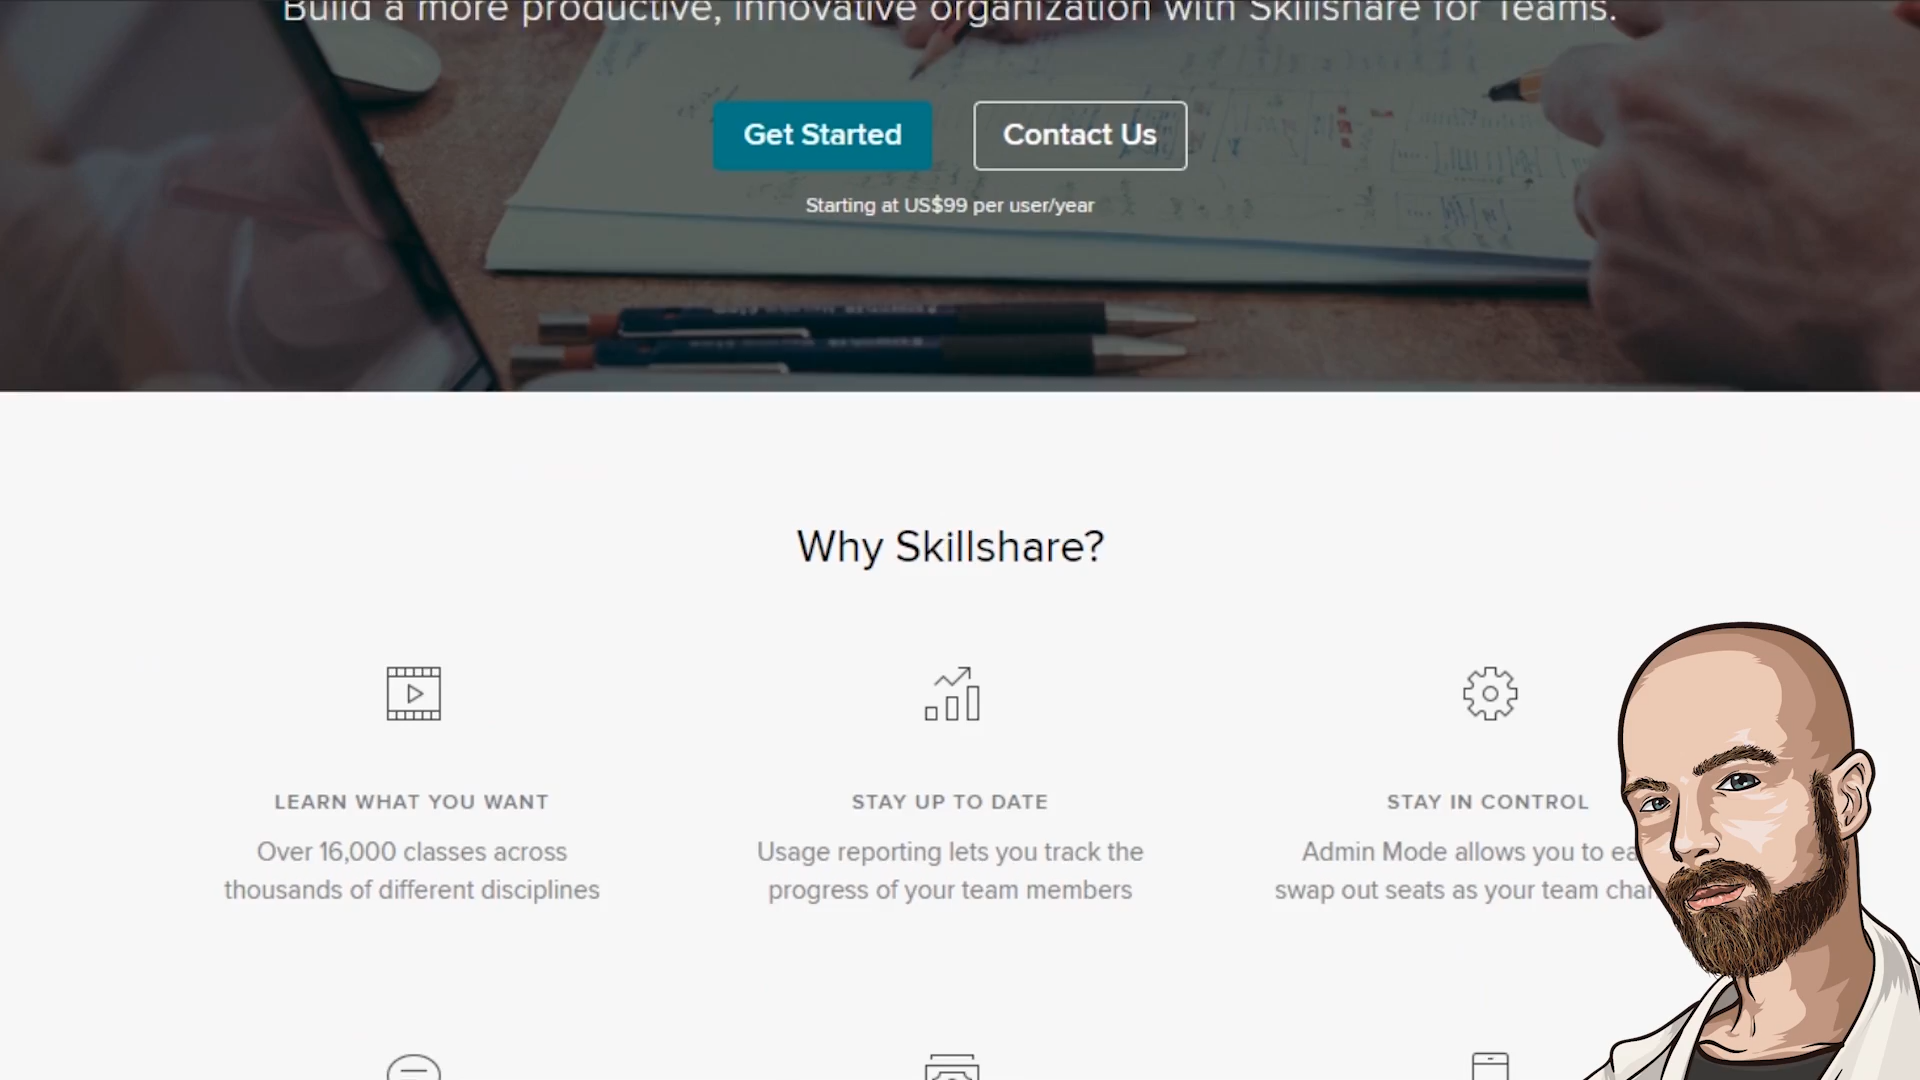 Build a more productive, innovative organization with Skillshare for Teams.
Get Started
Contact Us
Starting at US$99 per user/year
Why Skillshare?
LEARN WHAT YOU WANT
Over 16,000 classes across
thousands of different disciplines
STAY UP TO DATE
Usage reporting lets you track the
progress of your team members
STAY IN CONTROL
Admin Mode allows you to
swap out seats as your team